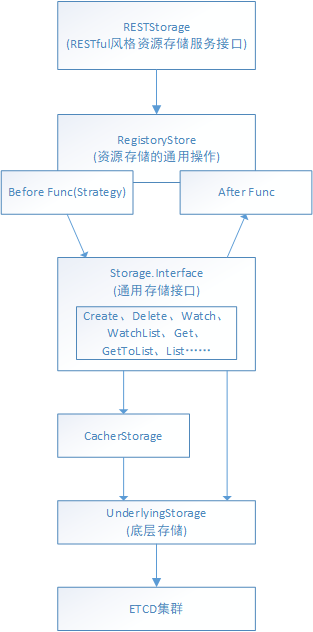 RESTStorage
(RESTful风格资源存储服务接口)
RegistoryStore
(资源存储的通用操作)
Before Func(Strategy)
After Func
Storage.Interface
(通用存储接口)
Create、Delete、Watch、
WatchList、Get、
GetToList、List……
CacherStorage
UnderlyingStorage
(底层存储)
ETCD集群